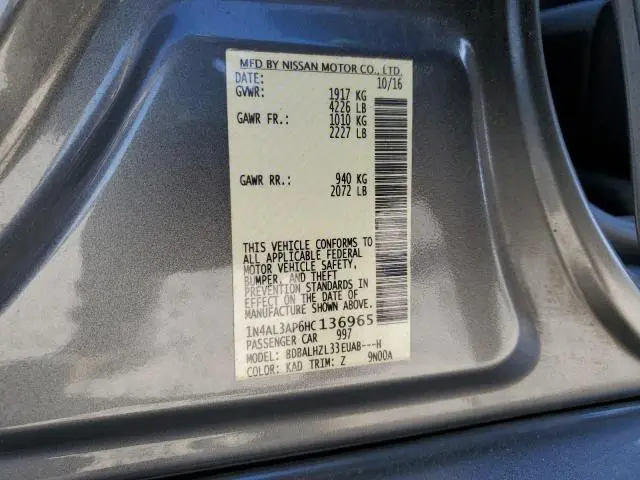 MFD BY NISSAN MOTOR CO., LTD.
DATE: 10/16
GVWR: 1917 KG
4226 LB
GAWR FR.: 1010 KG
2227 LB
GAWR RR.: 940 KG
2072 LB
THIS VEHICLE CONFORMS TO
ALL APPLICABLE FEDERAL
MOTOR VEHICLE SAFETY,
BUMPER, AND THEFT
PREVENTION STANDARDS IN
EFFECT ON THE DATE OF
MANUFACTURE SHOWN ABOVE.
1N4AL3AP6HC136965
PASSENGER CAR 997
MODEL: BDBALHZL33EUAB---H
COLOR: KAD TRIM: Z 9N00A